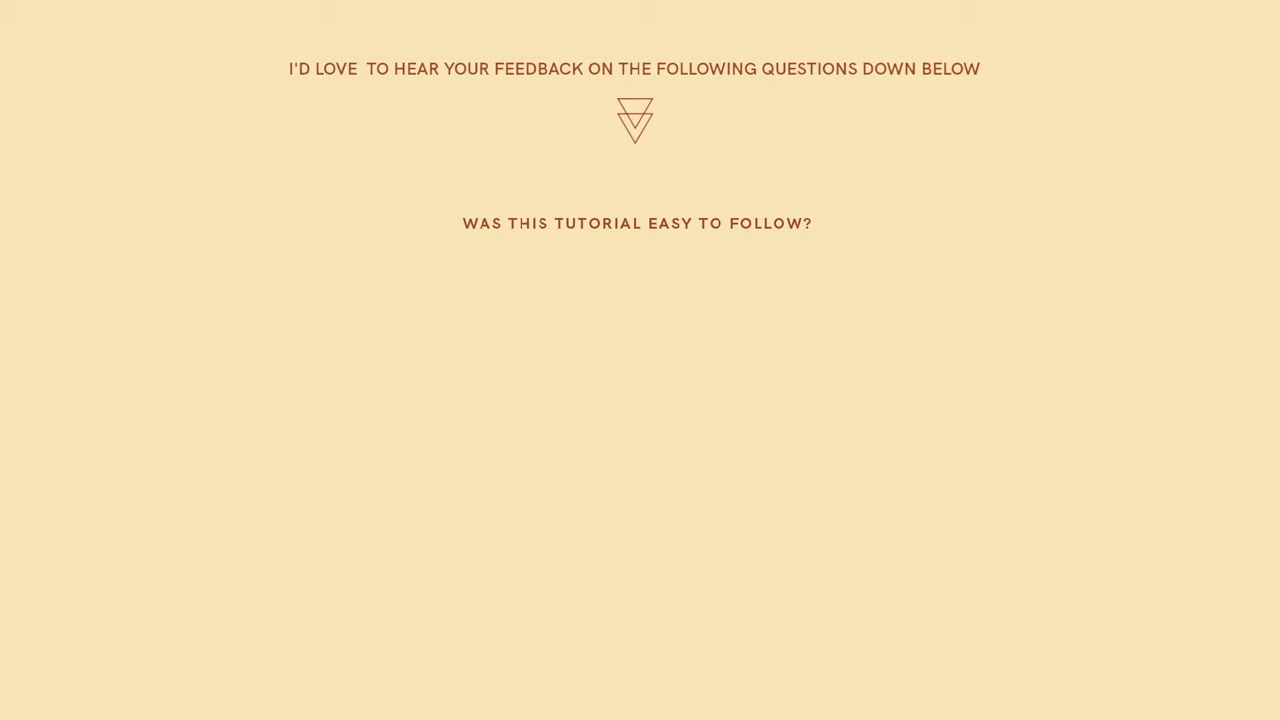 I'D LOVE  TO HEAR YOUR FEEDBACK ON THE FOLLOWING QUESTIONS DOWN BELOW
WAS THIS TUTORIAL EASY TO FOLLOW?